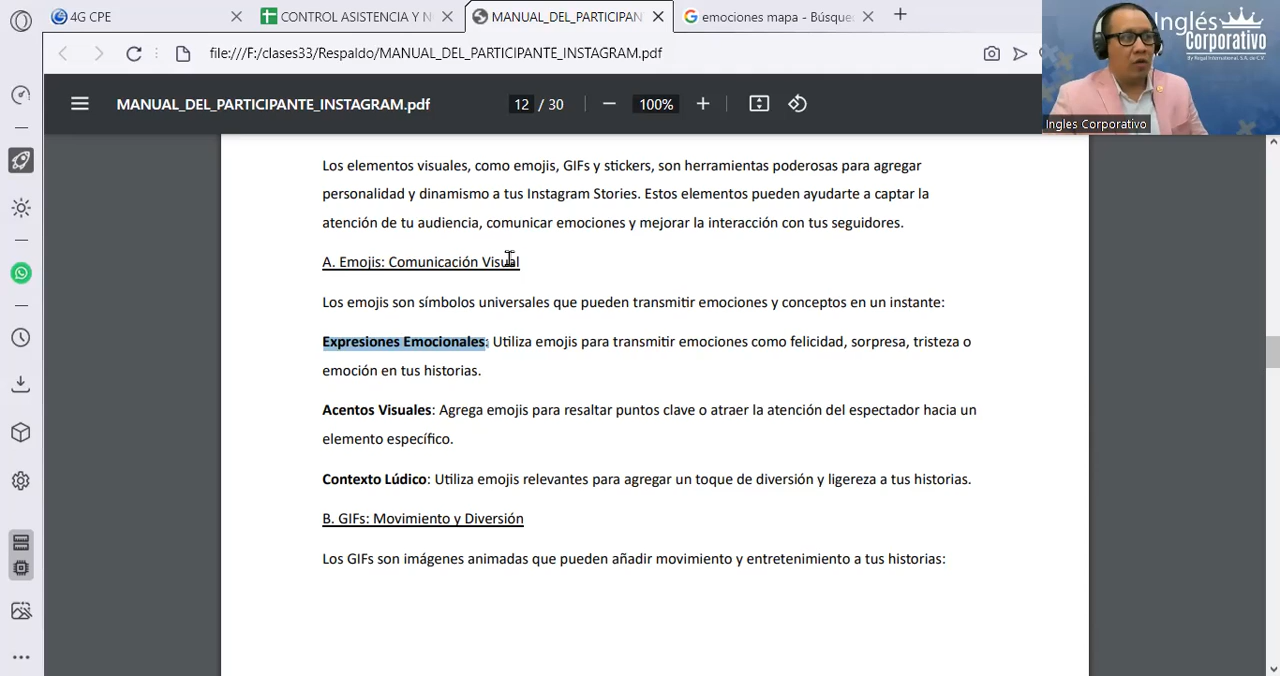 4G CPE
CONTROL ASISTENCIA Y N
MANUAL_DEL_PARTICIPAN
emociones mapa - Búsque
file:///F:/clases33/Respaldo/MANUAL_DEL_PARTICIPANTE_INSTAGRAM.pdf
Inglés
Corporativo
By Regal International, S.A. de C.V.
Ingles Corporativo
MANUAL_DEL_PARTICIPANTE_INSTAGRAM.pdf
12 / 30
100%
Los elementos visuales, como emojis, GIFs y stickers, son herramientas poderosas para agregar
personalidad y dinamismo a tus Instagram Stories. Estos elementos pueden ayudarte a captar la
atención de tu audiencia, comunicar emociones y mejorar la interacción con tus seguidores.
A. Emojis: Comunicación Visual
Los emojis son símbolos universales que pueden transmitir emociones y conceptos en un instante:
Expresiones Emocionales: Utiliza emojis para transmitir emociones como felicidad, sorpresa, tristeza o
emoción en tus historias.
Acentos Visuales: Agrega emojis para resaltar puntos clave o atraer la atención del espectador hacia un
elemento específico.
Contexto Lúdico: Utiliza emojis relevantes para agregar un toque de diversión y ligereza a tus historias.
B. GIFs: Movimiento y Diversión
Los GIFs son imágenes animadas que pueden añadir movimiento y entretenimiento a tus historias: